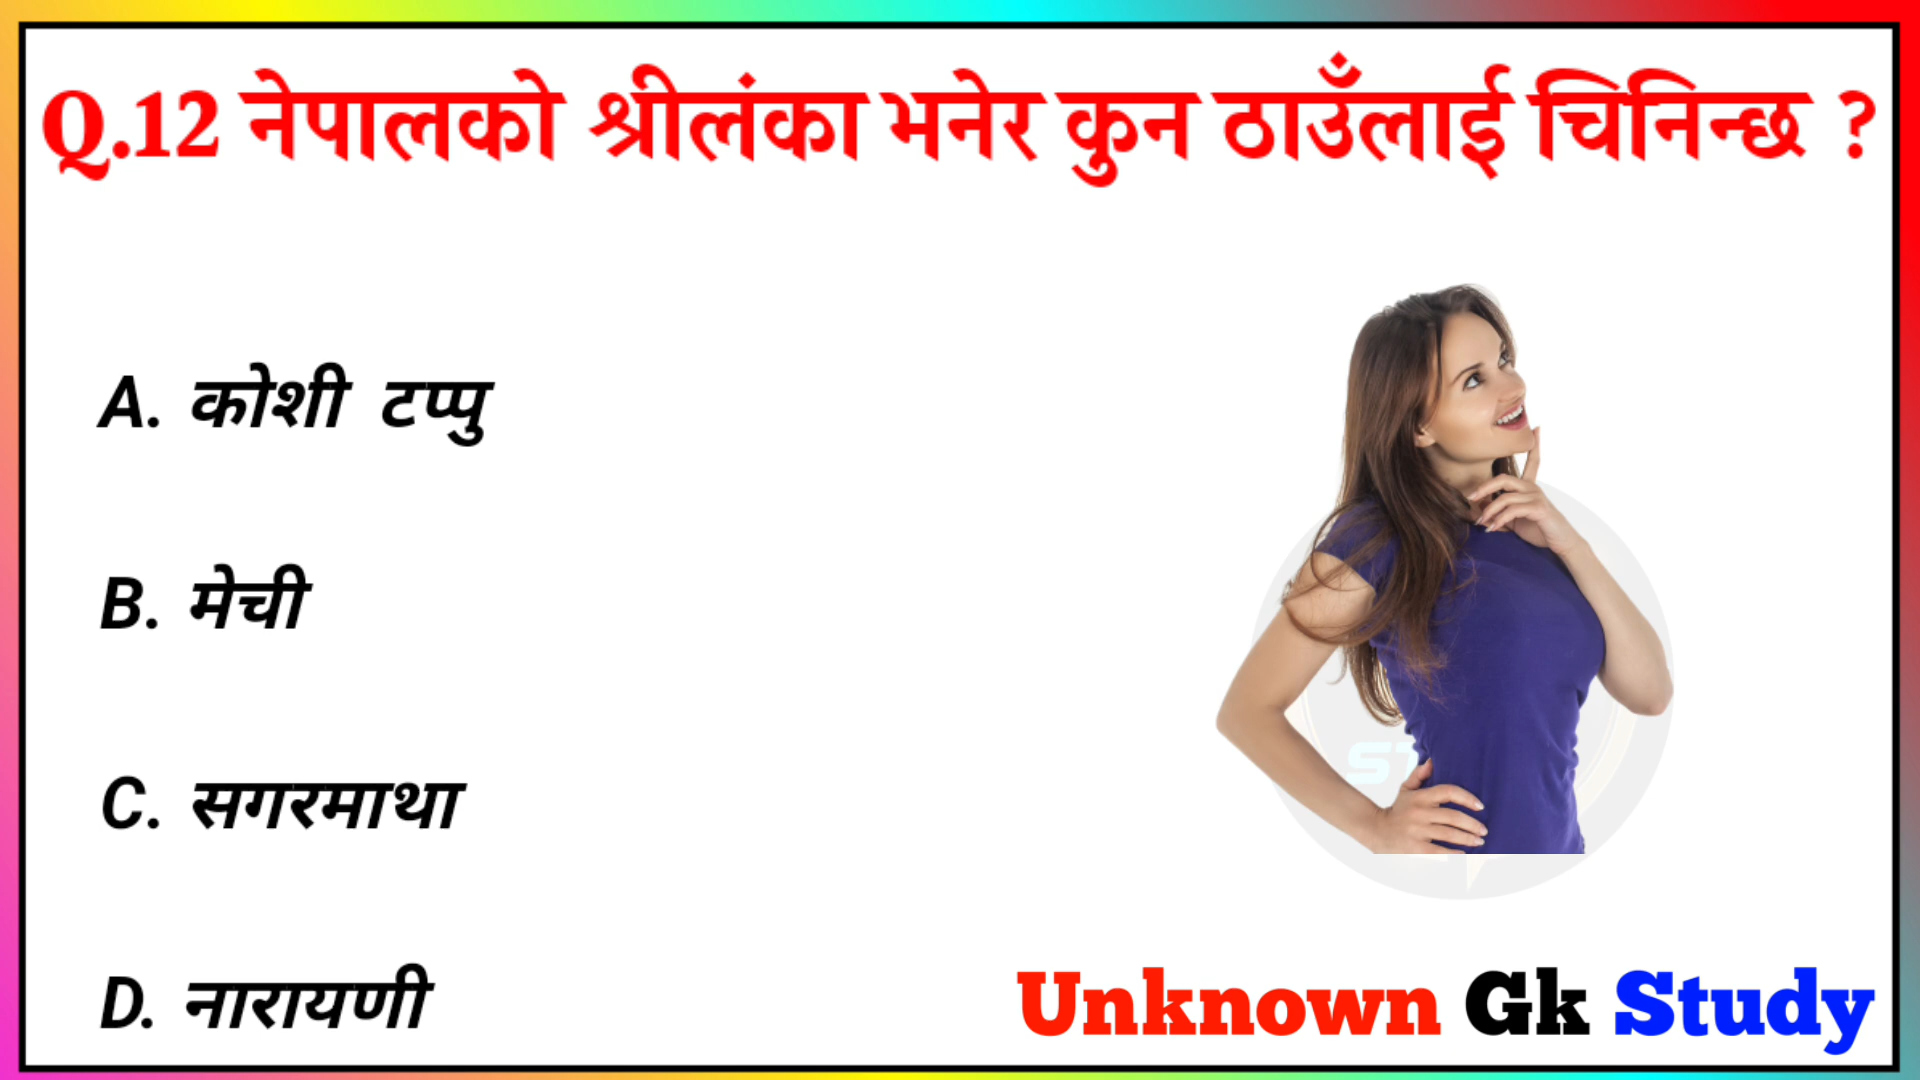 Q.12 नेपालको श्रीलंका भनेर कुन ठाउँलाई चिनिन्छ ?
A. कोशी टप्पु
B. मेची
C. सगरमाथा
D. नारायणी
Unknown Gk Study